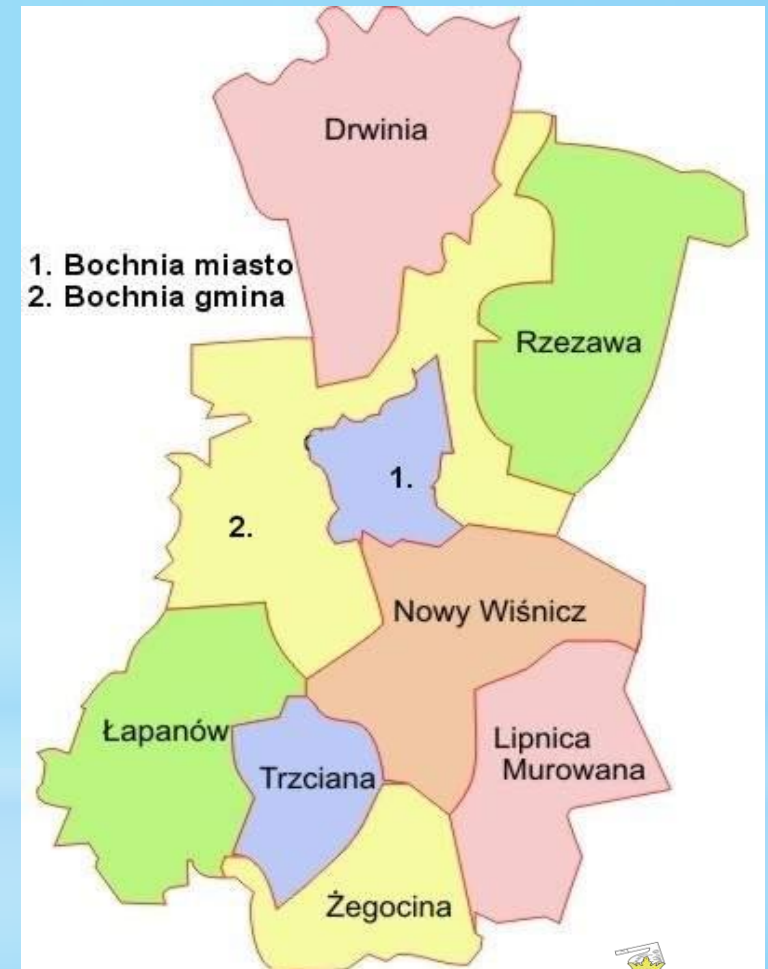 Drwinia
1. Bochnia miasto
2. Bochnia gmina
Rzezawa
1.
2.
Nowy Wiśnicz
Łapanów
Lipnica
Murowana
Trzciana
Żegocina